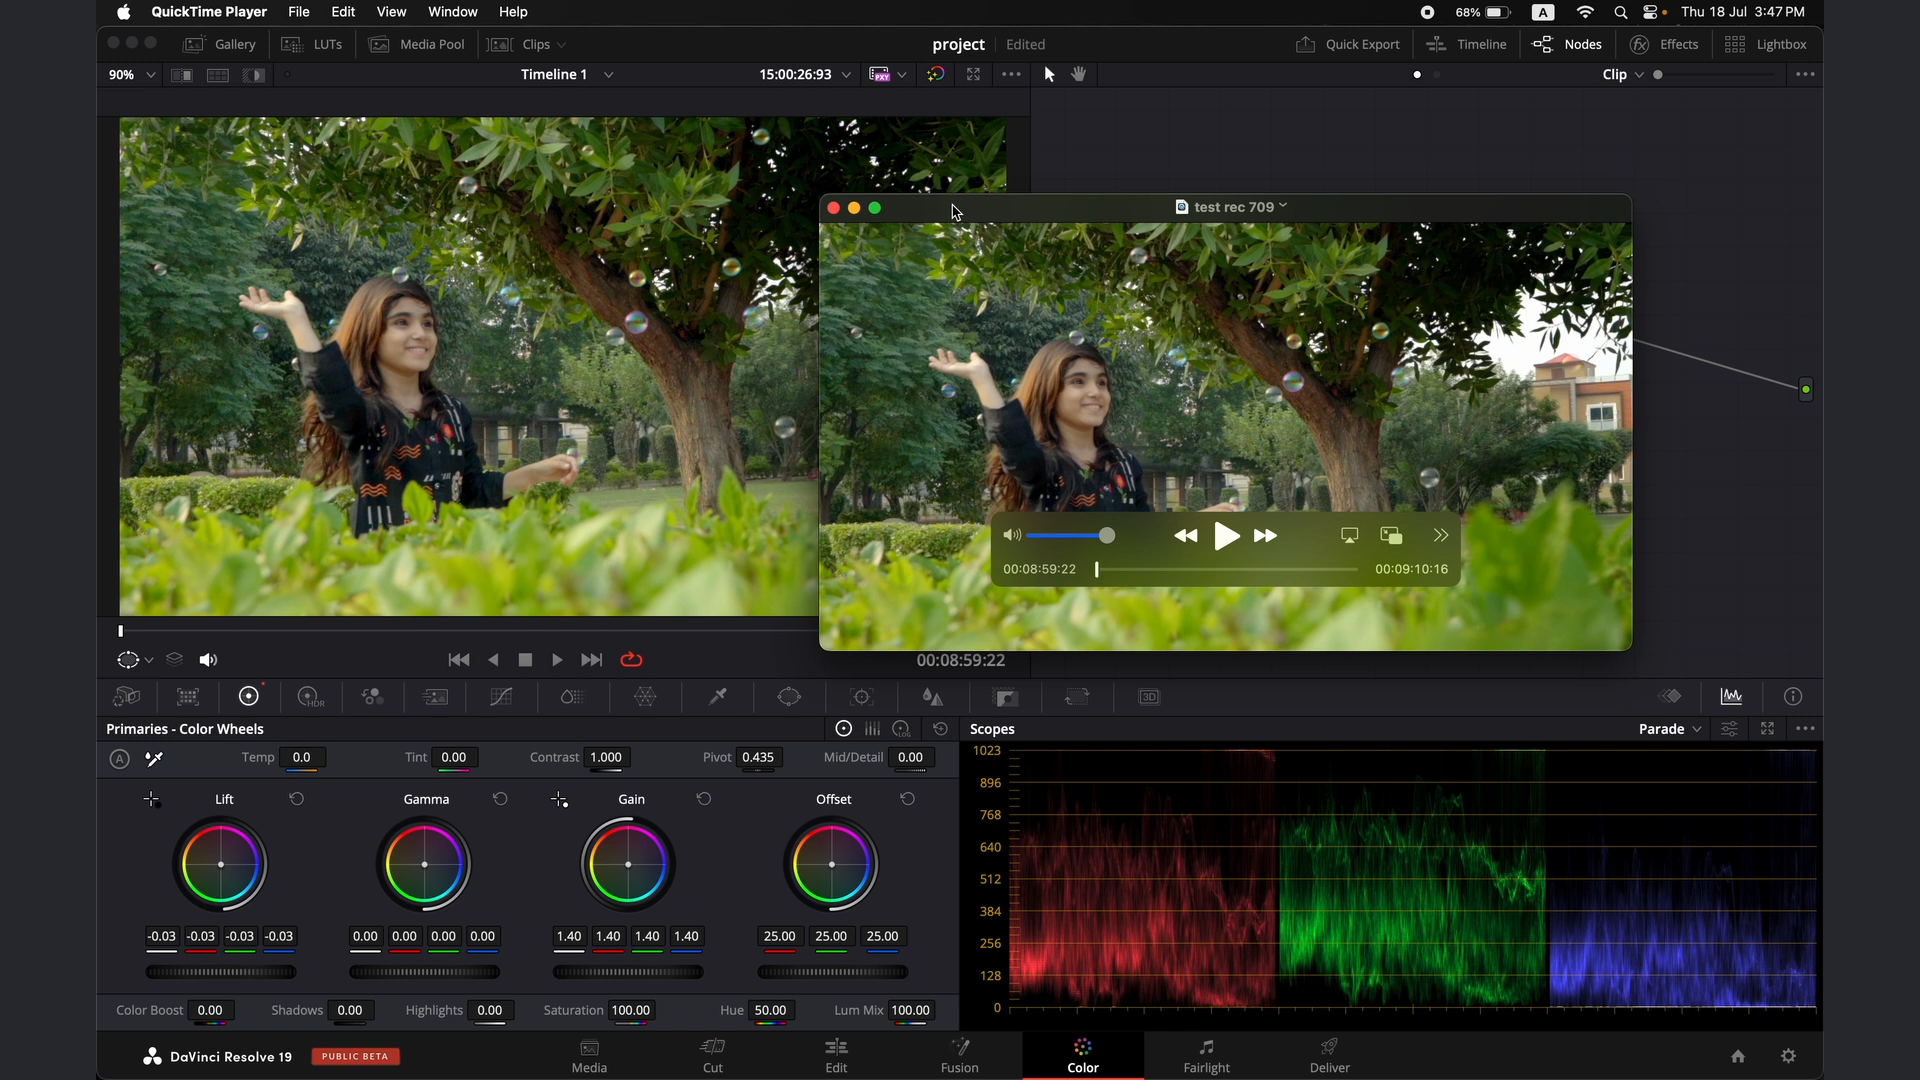 QuickTime Player File Edit View Window Help 68% A Thu 18 Jul 3:47 PM
Gallery LUTs Media Pool Clips project Edited Quick Export Timeline Nodes Effects Lightbox
90% Timeline 1 15:00:26:93 PXY Clip
test rec 709
00:08:59:22 00:09:10:16
00:08:59:22
HDR 3D
Primaries - Color Wheels LOG Scopes Parade
A Temp 0.0 Tint 0.00 Contrast 1.000 Pivot 0.435 Mid/Detail 0.00
Lift Gamma Gain Offset
-0.03 -0.03 -0.03 -0.03 0.00 0.00 0.00 0.00 1.40 1.40 1.40 1.40 25.00 25.00 25.00
Color Boost 0.00 Shadows 0.00 Highlights 0.00 Saturation 100.00 Hue 50.00 Lum Mix 100.00
1023
896
768
640
512
384
256
128
0
DaVinci Resolve 19 PUBLIC BETA Media Cut Edit Fusion Color Fairlight Deliver